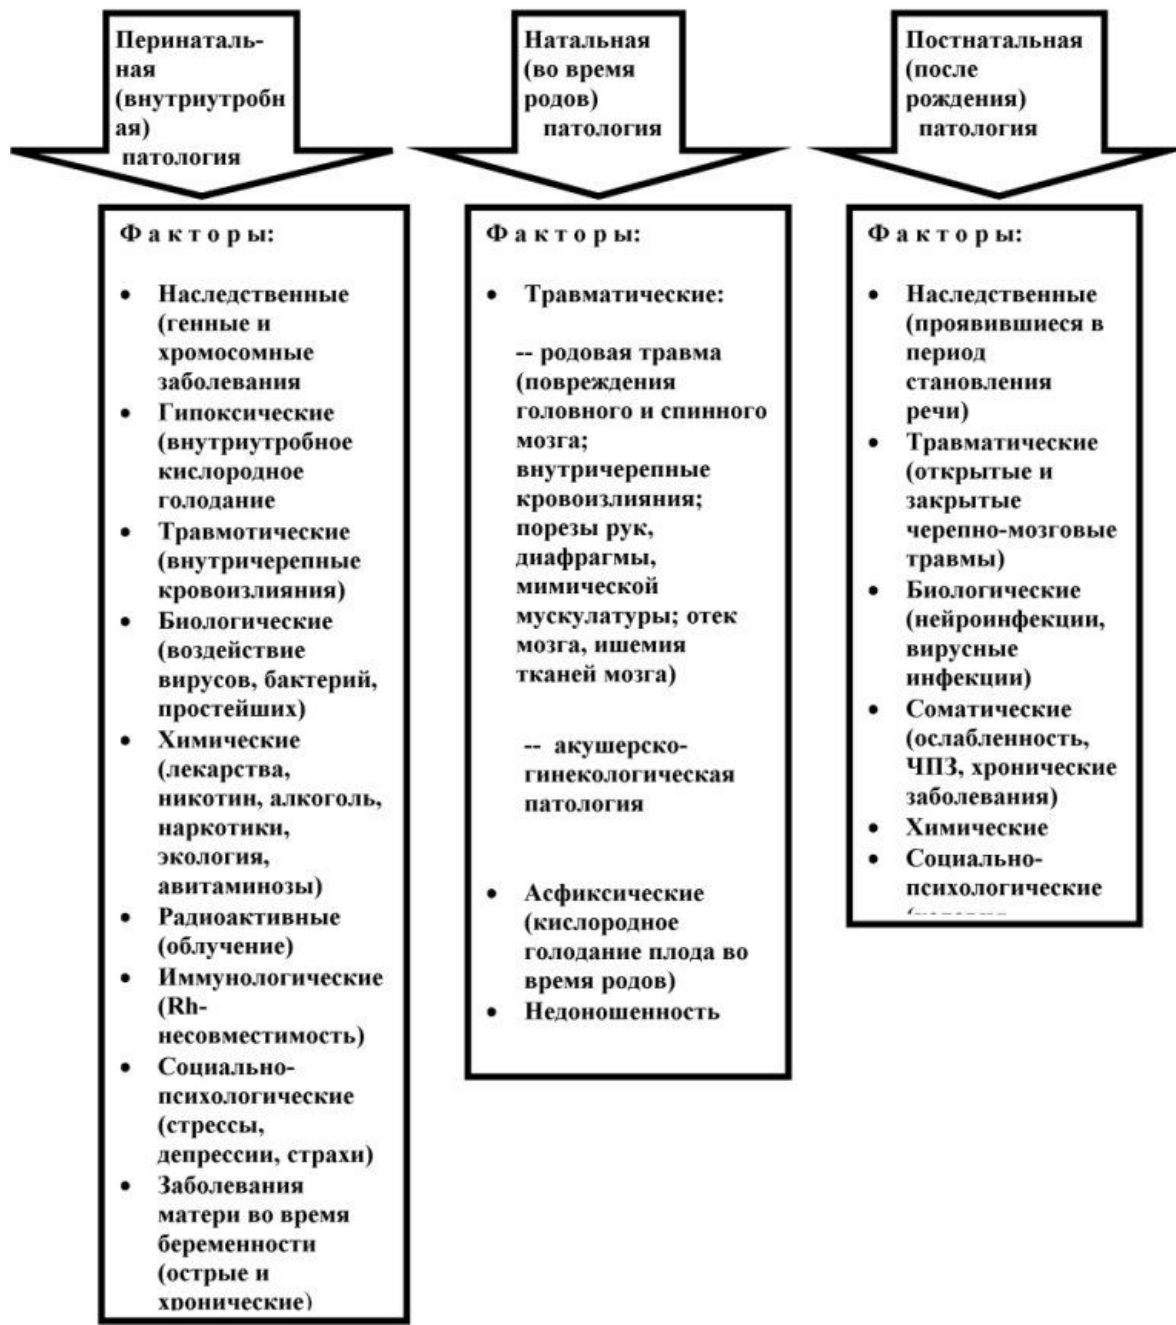 Перинаталь-
ная
(внутриутробн
ая)
патология
Натальная
(во время
родов)
патология
Постнатальная
(после
рождения)
патология
Ф а к т о р ы:
• Наследственные
(генные и
хромосомные
заболевания
• Гипоксические
(внутриутробное
кислородное
голодание
• Травмотические
(внутричерепные
кровоизлияния)
• Биологические
(воздействие
вирусов, бактерий,
простейших)
• Химические
(лекарства,
никотин, алкоголь,
наркотики,
экология,
авитаминозы)
• Радиоактивные
(облучение)
• Иммунологические
(Rh-
несовместимость)
• Социально-
психологические
(стрессы,
депрессии, страхи)
• Заболевания
матери во время
беременности
(острые и
хронические)
Ф а к т о р ы:
• Травматические:
-- родовая травма
(повреждения
головного и спинного
мозга;
внутричерепные
кровоизлияния;
порезы рук,
диафрагмы,
мимической
мускулатуры; отек
мозга, ишемия
тканей мозга)
-- акушерско-
гинекологическая
патология
• Асфиксические
(кислородное
голодание плода во
время родов)
• Недоношенность
Ф а к т о р ы:
• Наследственные
(проявившиеся в
период
становления
речи)
• Травматические
(открытые и
закрытые
черепно-мозговые
травмы)
• Биологические
(нейроинфекции,
вирусные
инфекции)
• Соматические
(ослабленность,
ЧПЗ, хронические
заболевания)
• Химические
• Социально-
психологические